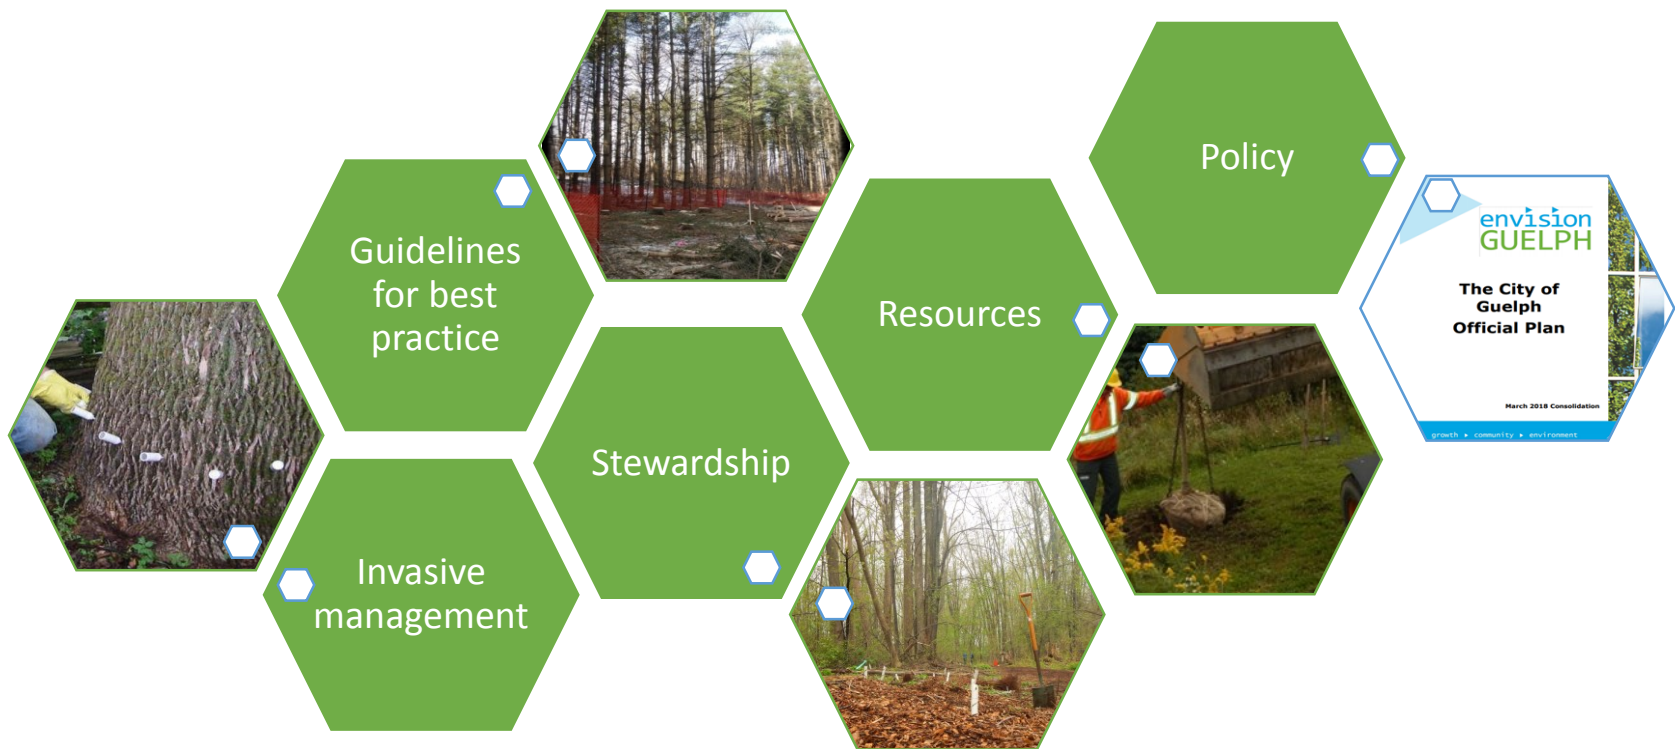 Guidelines
for best
practice
Invasive
management
Stewardship
Resources
Policy
envision
GUELPH
The City of
Guelph
Official Plan
March 2018 Consolidation
growth ▸ community ▸ environment